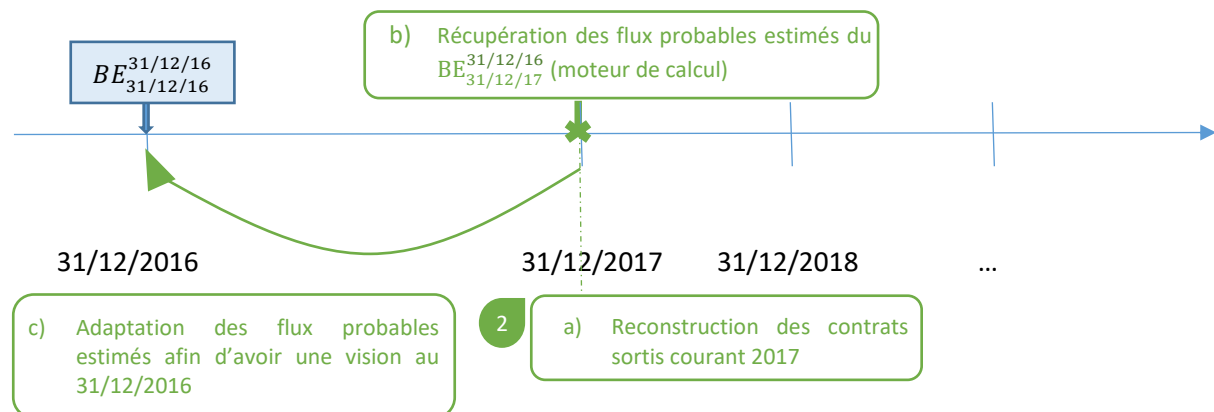 BE_{31/12/16}^{31/12/16}
b) Récupération des flux probables estimés du
BE_{31/12/17}^{31/12/16} (moteur de calcul)
31/12/2016 31/12/2017 31/12/2018 ...
c) Adaptation des flux probables
estimés afin d’avoir une vision au
31/12/2016
2
a) Reconstruction des contrats
sortis courant 2017